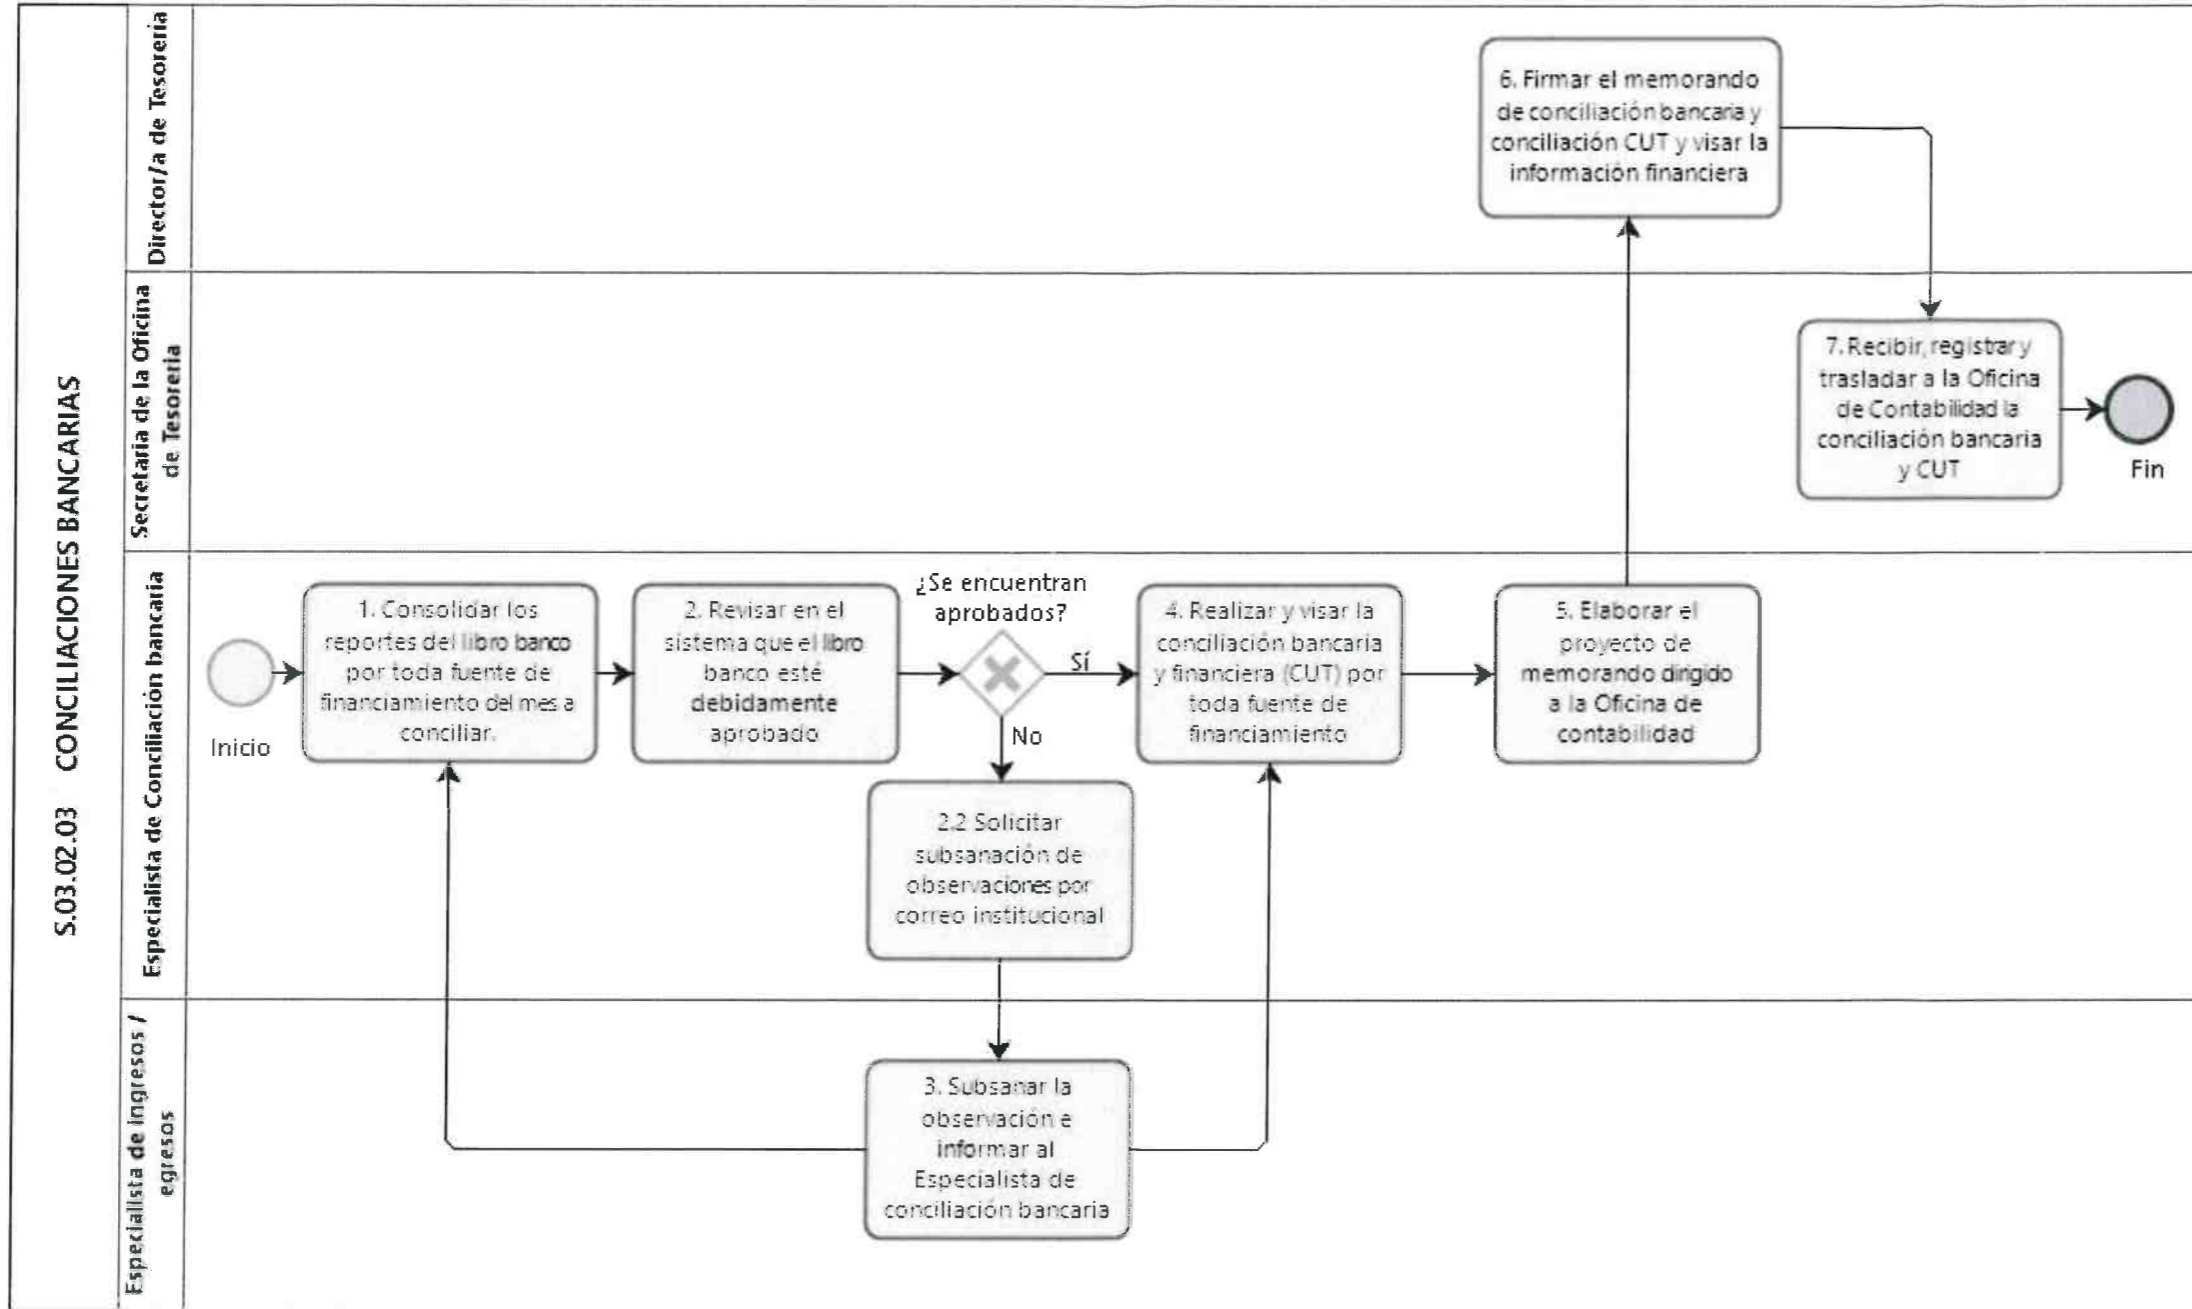 S.03.02.03 CONCILIACIONES BANCARIAS
Director/a de Tesoreria
6. Firmar el memorando
de conciliación bancaria y
conciliación CUT y visar la
información financiera
Secretaria de la Oficina
de Tesoreria
7. Recibir, registrar y
trasladar a la Oficina
de Contabilidad la
conciliación bancaria
y CUT
Fin
Especialista de Conciliación bancaria
Inicio
1. Consolidar los
reportes del libro banco
por toda fuente de
financiamiento del mes a
conciliar.
2. Revisar en el
sistema que el libro
banco esté
debidamente
aprobado
¿Se encuentran
aprobados?
Sí
No
4. Realizar y visar la
conciliación bancaria
y financiera (CUT) por
toda fuente de
financiamiento
5. Elaborar el
proyecto de
memorando dirigido
a la Oficina de
contabilidad
2.2 Solicitar
subsanación de
observaciones por
correo institucional
Especialista de ingresos /
egresos
3. Subsanar la
observación e
informar al
Especialista de
conciliación bancaria